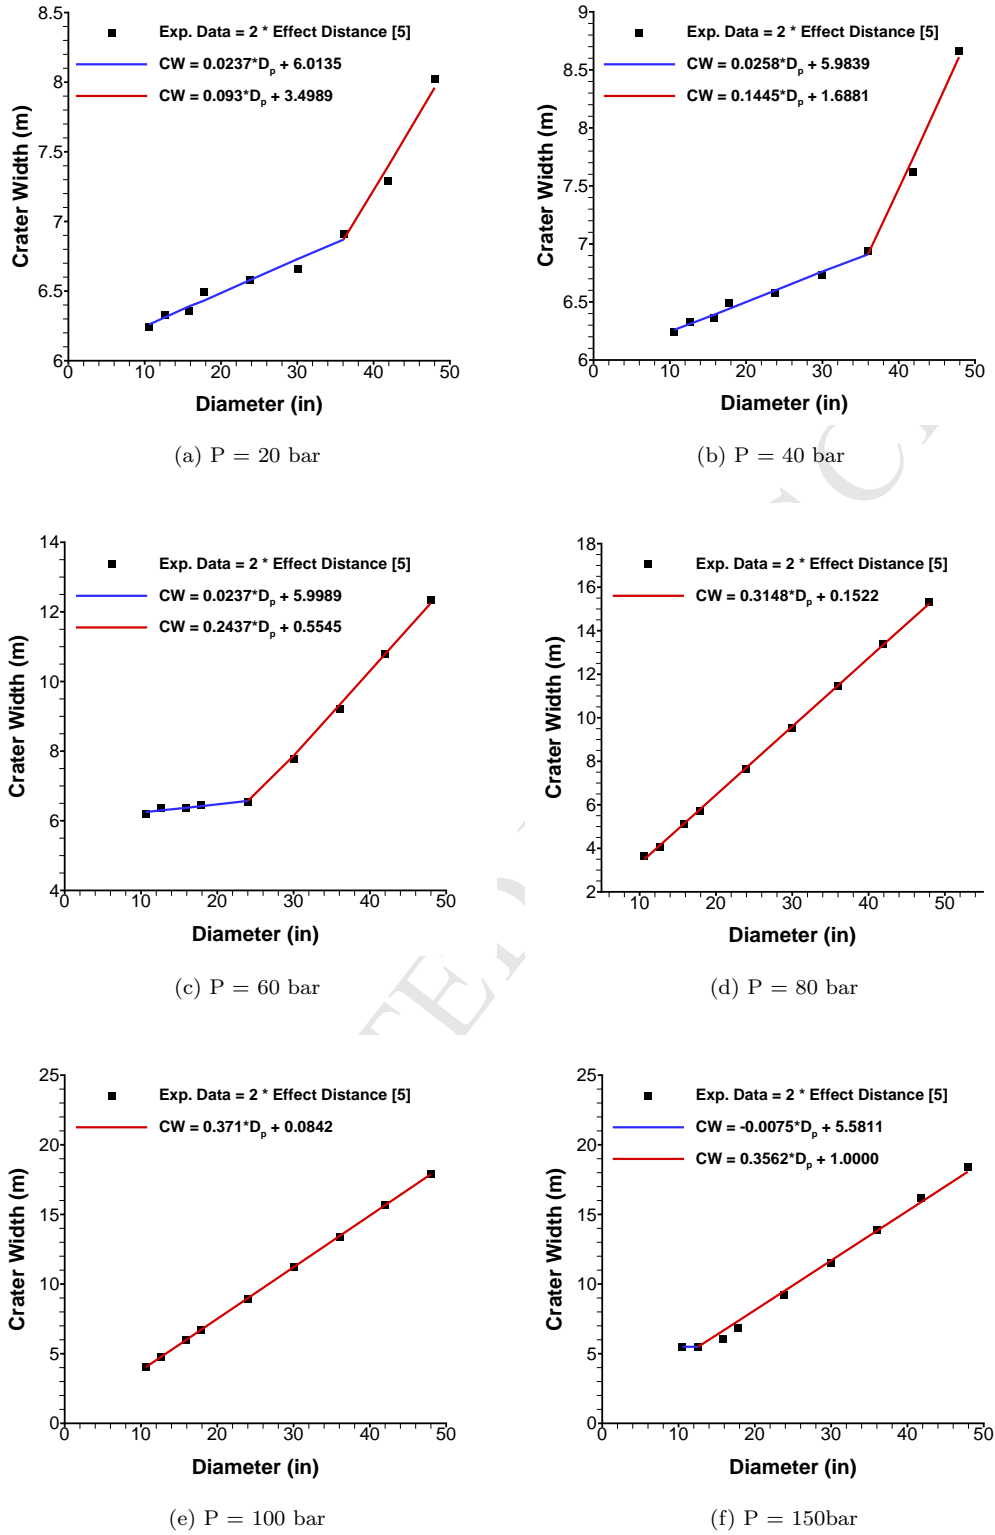 8.5
8
7.5
7
6.5
6
0 10 20 30 40 50
Crater Width (m)
Diameter (in)
Exp. Data = 2 * Effect Distance [5]
CW = 0.0237*Dp + 6.0135
CW = 0.093*Dp + 3.4989
(a) P = 20 bar
9
8.5
8
7.5
7
6.5
6
0 10 20 30 40 50
Crater Width (m)
Diameter (in)
Exp. Data = 2 * Effect Distance [5]
CW = 0.0258*Dp + 5.9839
CW = 0.1445*Dp + 1.6881
(b) P = 40 bar
14
12
10
8
6
4
0 10 20 30 40 50
Crater Width (m)
Diameter (in)
Exp. Data = 2 * Effect Distance [5]
CW = 0.0237*Dp + 5.9989
CW = 0.2437*Dp + 0.5545
(c) P = 60 bar
18
16
14
12
10
8
6
4
2
10 20 30 40 50
Crater Width (m)
Diameter (in)
Exp. Data = 2 * Effect Distance [5]
CW = 0.3148*Dp + 0.1522
(d) P = 80 bar
25
20
15
10
5
0
0 10 20 30 40 50
Crater Width (m)
Diameter (in)
Exp. Data = 2 * Effect Distance [5]
CW = 0.371*Dp + 0.0842
(e) P = 100 bar
25
20
15
10
5
0
0 10 20 30 40 50
Crater Width (m)
Diameter (in)
Exp. Data = 2 * Effect Distance [5]
CW = -0.0075*Dp + 5.5811
CW = 0.3562*Dp + 1.0000
(f) P = 150bar